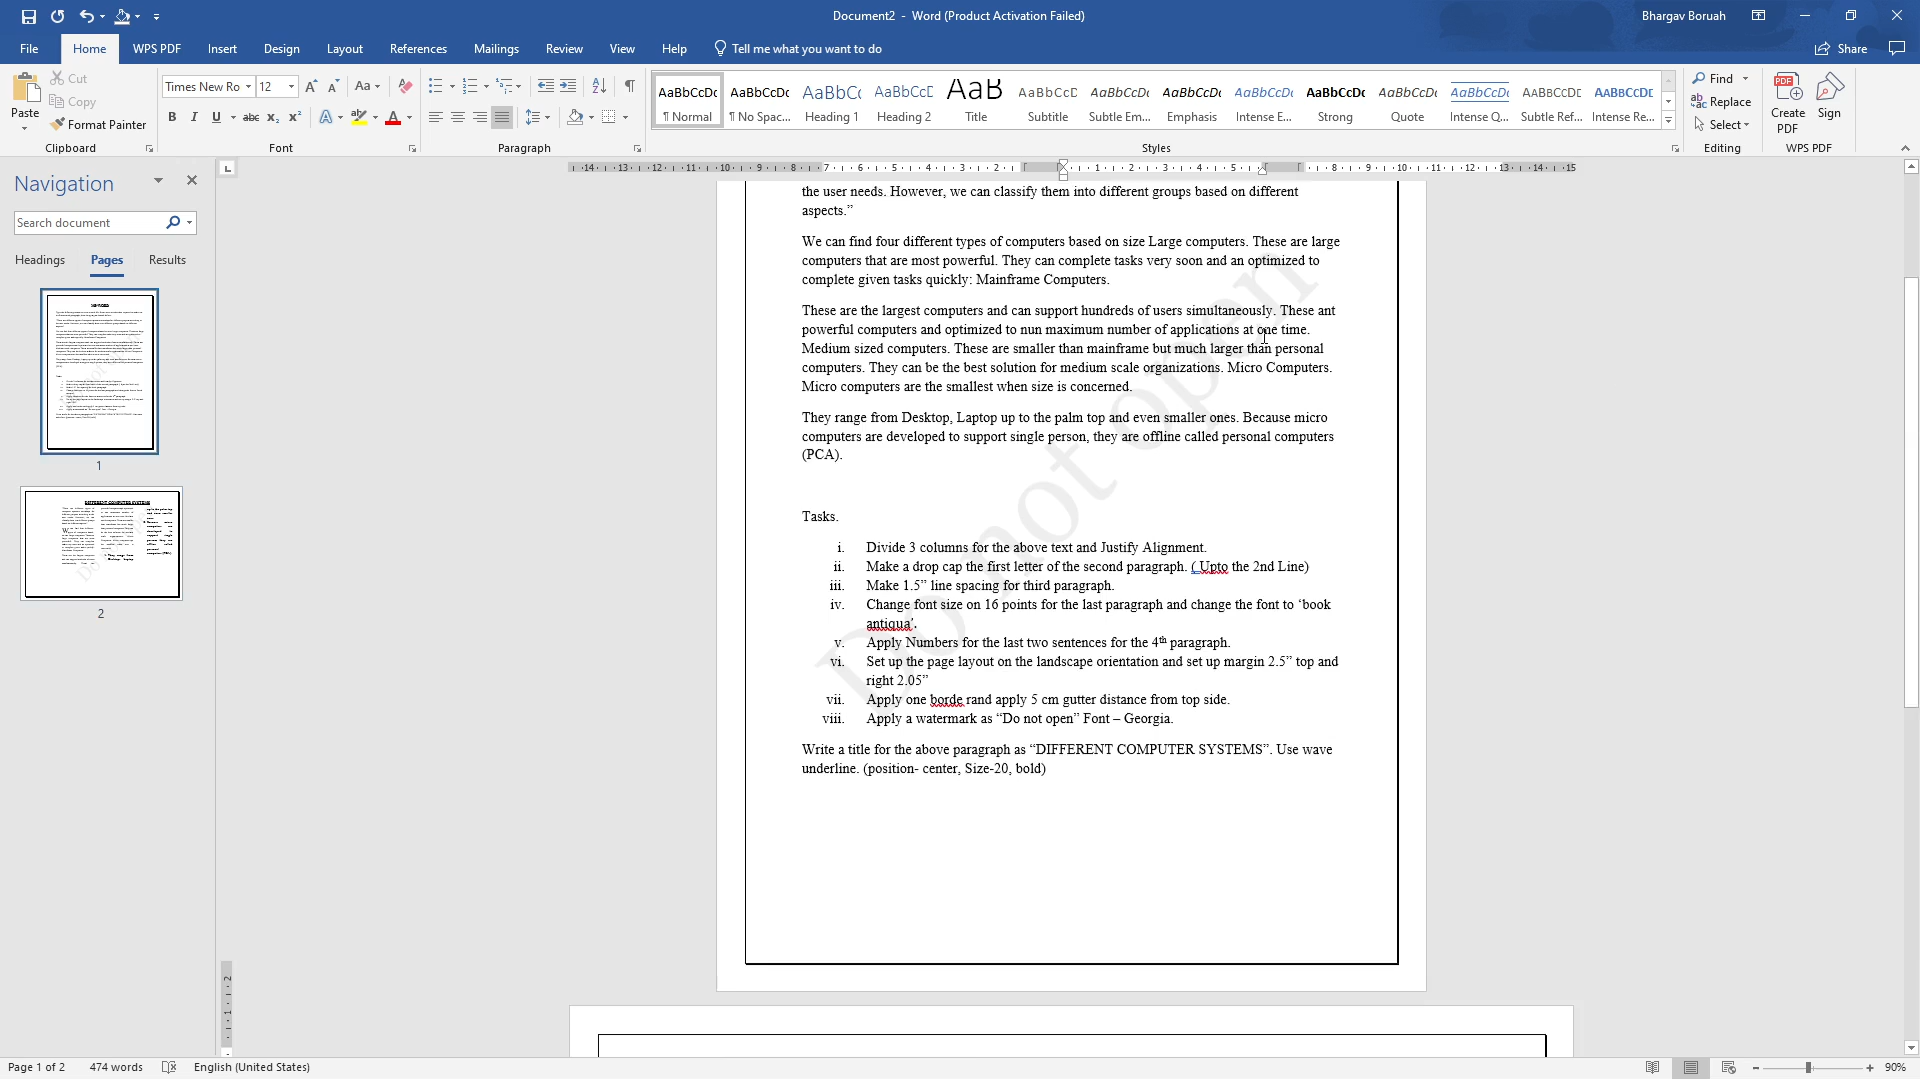 Document2 - Word (Product Activation Failed)
Bhargav Boruah
File Home WPS PDF Insert Design Layout References Mailings Review View Help Tell me what you want to do Share
Paste Cut Copy Format Painter Clipboard
Times New Ro 12 Font
Paragraph
AaBbCcDc ¶ Normal
AaBbCcDc ¶ No Spac...
AaBbCc Heading 1
AaBbCcE Heading 2
AaB Title
AaBbCcD Subtitle
AaBbCcDc Subtle Em...
AaBbCcDc Emphasis
AaBbCcDc Intense E...
AaBbCcDc Strong
AaBbCcDc Quote
AaBbCcDc Intense Q...
AABBCCDE Subtle Ref...
AABBCCDE Intense Re...
Styles
Find Replace Select Editing
Create PDF Sign WPS PDF
Navigation
Search document
Headings Pages Results
1
2
the user needs. However, we can classify them into different groups based on different
aspects.”
We can find four different types of computers based on size Large computers. These are large
computers that are most powerful. They can complete tasks very soon and an optimized to
complete given tasks quickly: Mainframe Computers.
These are the largest computers and can support hundreds of users simultaneously. These ant
powerful computers and optimized to nun maximum number of applications at one time.
Medium sized computers. These are smaller than mainframe but much larger than personal
computers. They can be the best solution for medium scale organizations. Micro Computers.
Micro computers are the smallest when size is concerned.
They range from Desktop, Laptop up to the palm top and even smaller ones. Because micro
computers are developed to support single person, they are offline called personal computers
(PCA).
Tasks.
i. Divide 3 columns for the above text and Justify Alignment.
ii. Make a drop cap the first letter of the second paragraph. ( Upto the 2nd Line)
iii. Make 1.5” line spacing for third paragraph.
iv. Change font size on 16 points for the last paragraph and change the font to ‘book
antiqua’.
v. Apply Numbers for the last two sentences for the 4th paragraph.
vi. Set up the page layout on the landscape orientation and set up margin 2.5” top and
right 2.05”
vii. Apply one borde rand apply 5 cm gutter distance from top side.
viii. Apply a watermark as “Do not open” Font – Georgia.
Write a title for the above paragraph as “DIFFERENT COMPUTER SYSTEMS”. Use wave
underline. (position- center, Size-20, bold)
Do not open
Page 1 of 2 474 words English (United States) 90%